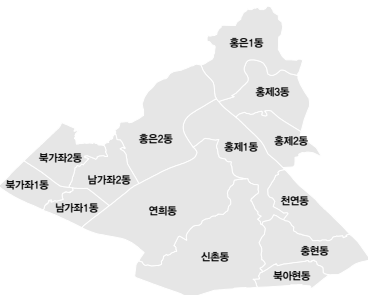 홍은1동
홍제3동
홍은2동
홍제1동
홍제2동
북가좌2동
남가좌2동
북가좌1동
남가좌1동
연희동
천연동
신촌동
충현동
북아현동